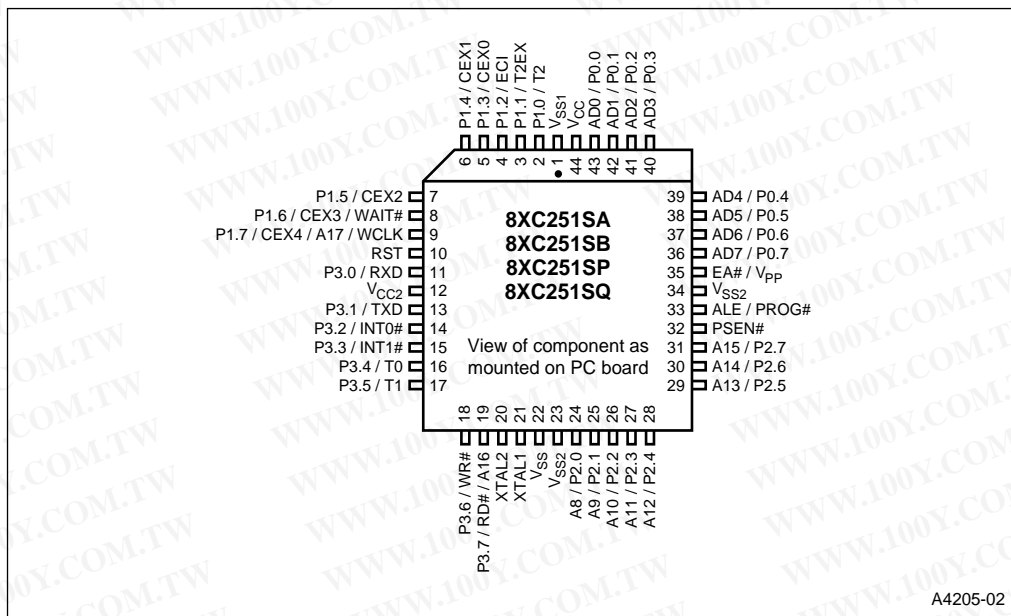 P1.4 / CEX1
P1.3 / CEX0
P1.2 / ECI
P1.1 / T2EX
P1.0 / T2
VSS1
VCC
AD0 / P0.0
AD1 / P0.1
AD2 / P0.2
AD3 / P0.3
6 5 4 3 2 1 44 43 42 41 40
P1.5 / CEX2 7
P1.6 / CEX3 / WAIT# 8
P1.7 / CEX4 / A17 / WCLK 9
RST 10
P3.0 / RXD 11
VCC2 12
P3.1 / TXD 13
P3.2 / INT0# 14
P3.3 / INT1# 15
P3.4 / T0 16
P3.5 / T1 17
8XC251SA
8XC251SB
8XC251SP
8XC251SQ
View of component as
mounted on PC board
39 AD4 / P0.4
38 AD5 / P0.5
37 AD6 / P0.6
36 AD7 / P0.7
35 EA# / VPP
34 VSS2
33 ALE / PROG#
32 PSEN#
31 A15 / P2.7
30 A14 / P2.6
29 A13 / P2.5
18 19 20 21 22 23 24 25 26 27 28
P3.6 / WR#
P3.7 / RD# / A16
XTAL2
XTAL1
VSS
VSS2
A8 / P2.0
A9 / P2.1
A10 / P2.2
A11 / P2.3
A12 / P2.4
A4205-02
WWW.100Y.COM.TW